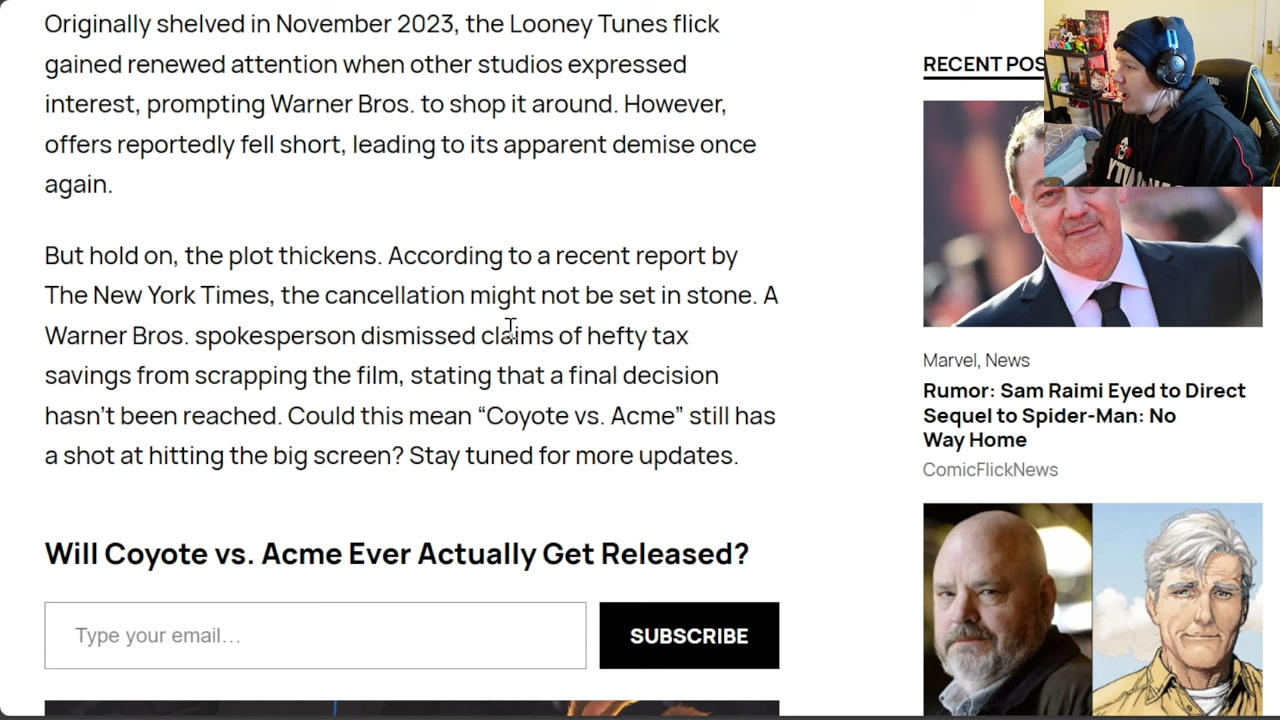 Originally shelved in November 2023, the Looney Tunes flick
gained renewed attention when other studios expressed
interest, prompting Warner Bros. to shop it around. However,
offers reportedly fell short, leading to its apparent demise once
again.
But hold on, the plot thickens. According to a recent report by
The New York Times, the cancellation might not be set in stone. A
Warner Bros. spokesperson dismissed claims of hefty tax
savings from scrapping the film, stating that a final decision
hasn't been reached. Could this mean “Coyote vs. Acme” still has
a shot at hitting the big screen? Stay tuned for more updates.
Will Coyote vs. Acme Ever Actually Get Released?
Type your email…
SUBSCRIBE
RECENT POS
Marvel, News
Rumor: Sam Raimi Eyed to Direct
Sequel to Spider-Man: No
Way Home
ComicFlickNews